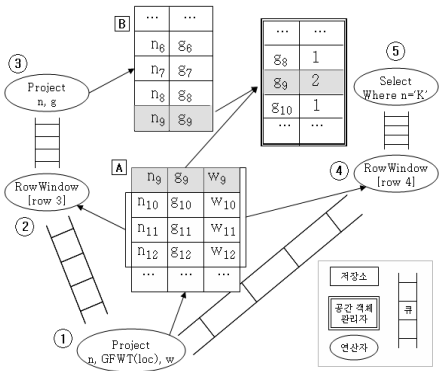 B
... ...
n6 g6
n7 g7
n8 g8
n9 g9
... ...
g8 1
g9 2
g10 1
... ...
⑤
Select
Where n='K'
③
Project
n, g
④
RowWindow
[row 4]
A
n9 g9 w9
n10 g10 w10
n11 g11 w11
n12 g12 w12
... ... ...
RowWindow
[row 3]
②
①
Project
n, GFWT(loc), w
저장소
공간 객체
관리자
연산자
큐